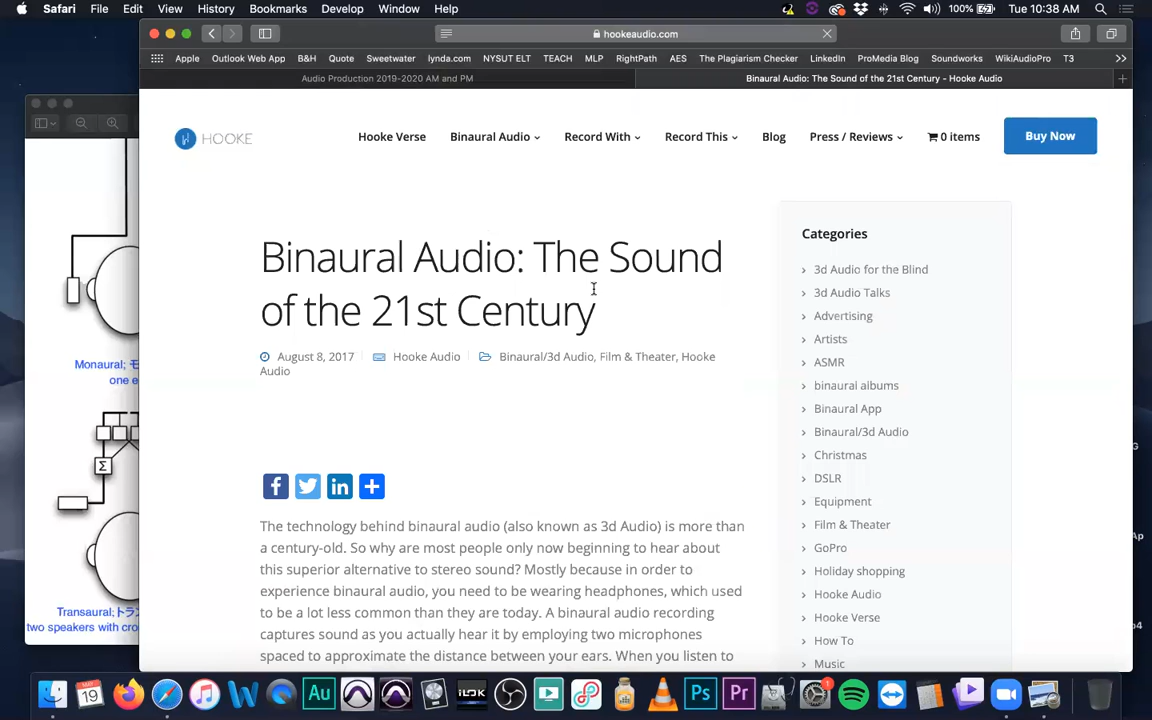 Safari File Edit View History Bookmarks Develop Window Help
100% Tue 10:38 AM
hookeaudio.com
Apple Outlook Web App B&H Quote Sweetwater lynda.com NYSUT ELT TEACH MLP RightPath AES The Plagiarism Checker LinkedIn ProMedia Blog Soundworks WikiAudioPro T3
Audio Production 2019-2020 AM and PM
Binaural Audio: The Sound of the 21st Century - Hooke Audio
HOOKE
Hooke Verse Binaural Audio Record With Record This Blog Press / Reviews 0 items Buy Now
Binaural Audio: The Sound
of the 21st Century
August 8, 2017 Hooke Audio Binaural/3d Audio, Film & Theater, Hooke
Audio
The technology behind binaural audio (also known as 3d Audio) is more than
a century-old. So why are most people only now beginning to hear about
this superior alternative to stereo sound? Mostly because in order to
experience binaural audio, you need to be wearing headphones, which used
to be a lot less common than they are today. A binaural audio recording
captures sound as you actually hear it by employing two microphones
spaced to approximate the distance between your ears. When you listen to
Categories
3d Audio for the Blind
3d Audio Talks
Advertising
Artists
ASMR
binaural albums
Binaural App
Binaural/3d Audio
Christmas
DSLR
Equipment
Film & Theater
GoPro
Holiday shopping
Hooke Audio
Hooke Verse
How To
Music
Monaural; モ
one e
Σ
Transaural;トラン
two speakers with cro
MAY
19
Au
iLOK
Ps
Pr